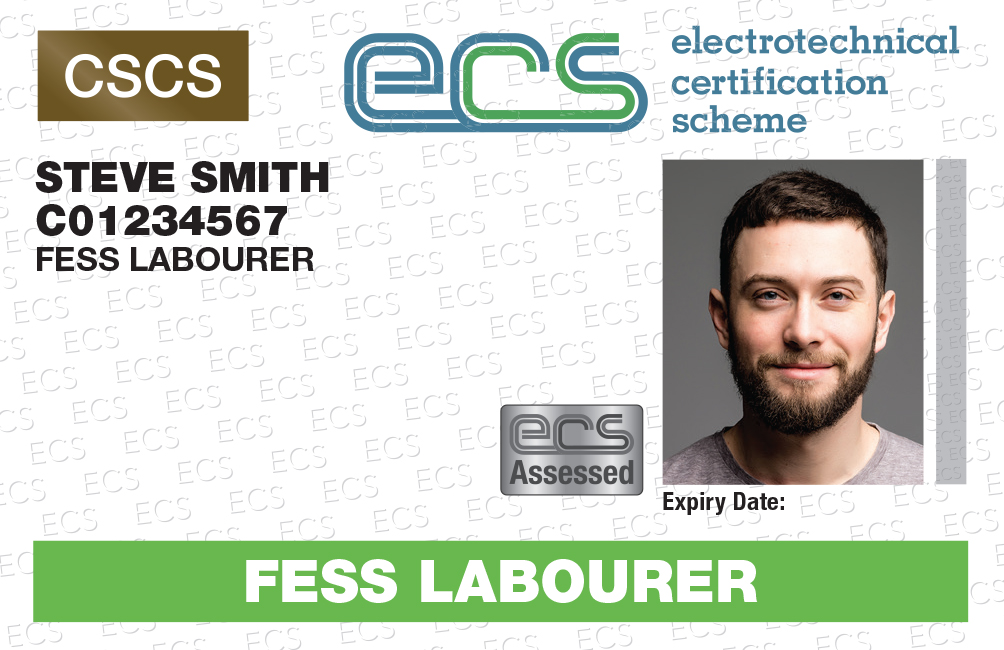 CSCS
ecs
electrotechnical
certification
scheme
STEVE SMITH
C01234567
FESS LABOURER
ecs
Assessed
Expiry Date:
FESS LABOURER